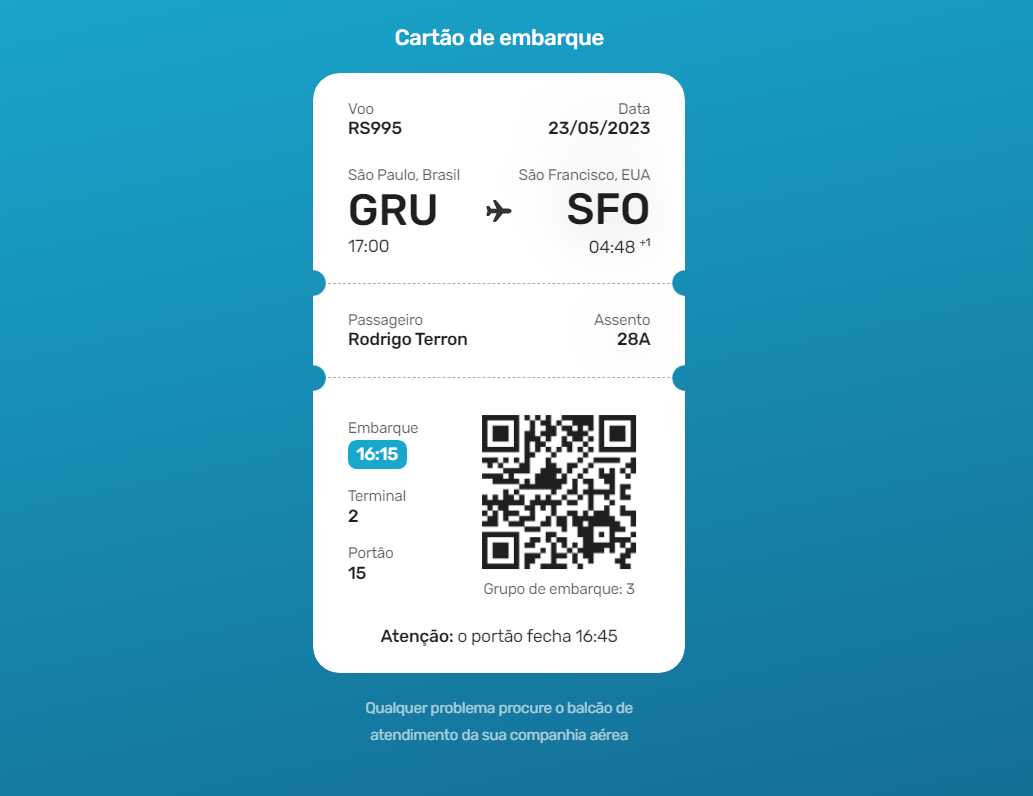 Cartão de embarque
Voo Data
RS995 23/05/2023
São Paulo, Brasil São Francisco, EUA
GRU SFO
17:00 04:48 +1
Passageiro Assento
Rodrigo Terron 28A
Embarque
16:15
Terminal
2
Portão
15
Grupo de embarque: 3
Atenção: o portão fecha 16:45
Qualquer problema procure o balcão de
atendimento da sua companhia aérea